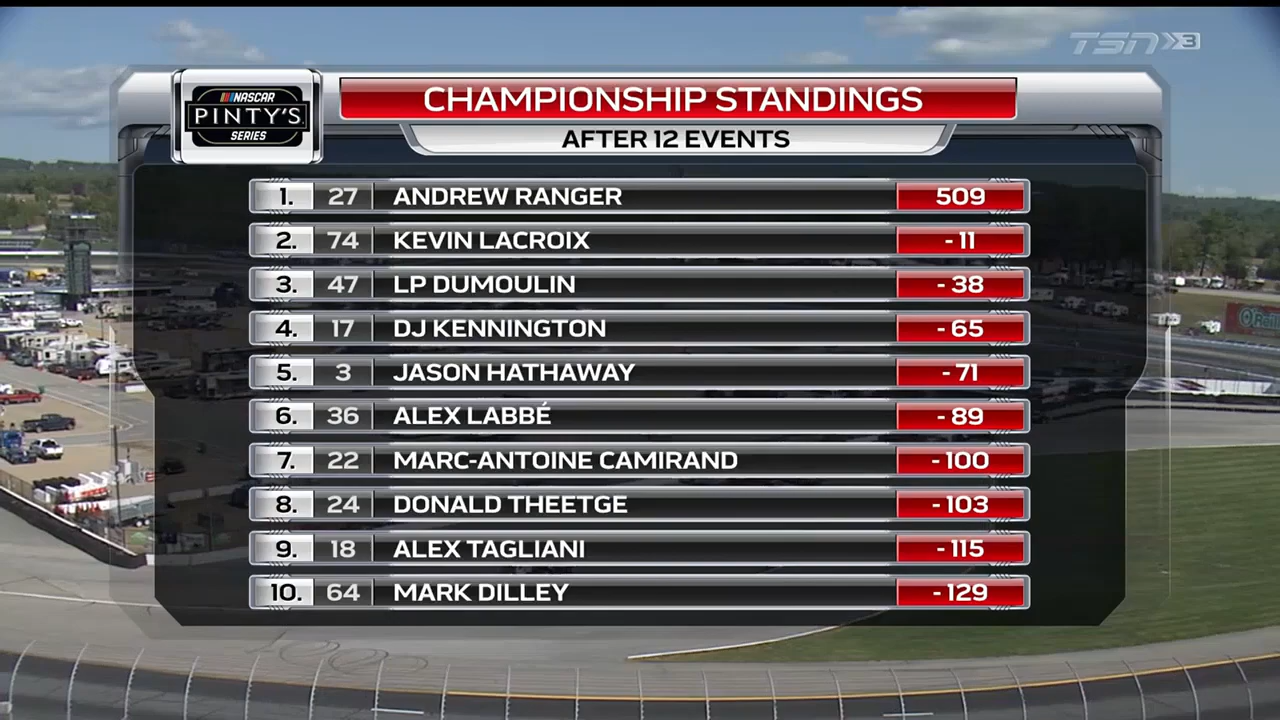 TSN 3
NASCAR
PINTY'S
SERIES
CHAMPIONSHIP STANDINGS
AFTER 12 EVENTS
1. 27 ANDREW RANGER 509
2. 74 KEVIN LACROIX - 11
3. 47 LP DUMOULIN - 38
4. 17 DJ KENNINGTON - 65
5. 3 JASON HATHAWAY - 71
6. 36 ALEX LABBÉ - 89
7. 22 MARC-ANTOINE CAMIRAND - 100
8. 24 DONALD THEETGE - 103
9. 18 ALEX TAGLIANI - 115
10. 64 MARK DILLEY - 129